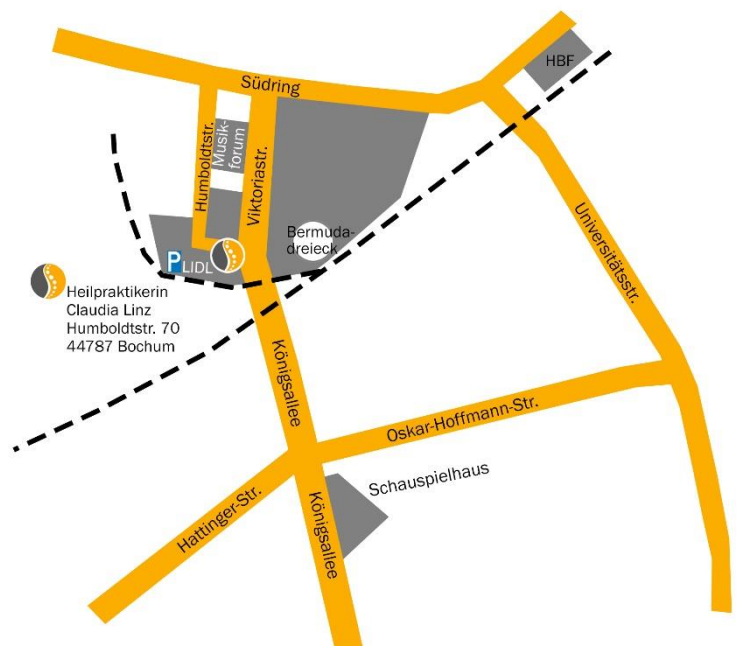 HBF
Südring
Humboldtstr.
Musik-
forum
Viktoriastr.
Bermuda-
dreieck
Universitätsstr.
P
LIDL
Heilpraktikerin
Claudia Linz
Humboldtstr. 70
44787 Bochum
Königsallee
Oskar-Hoffmann-Str.
Schauspielhaus
Hattinger-Str.
Königsallee